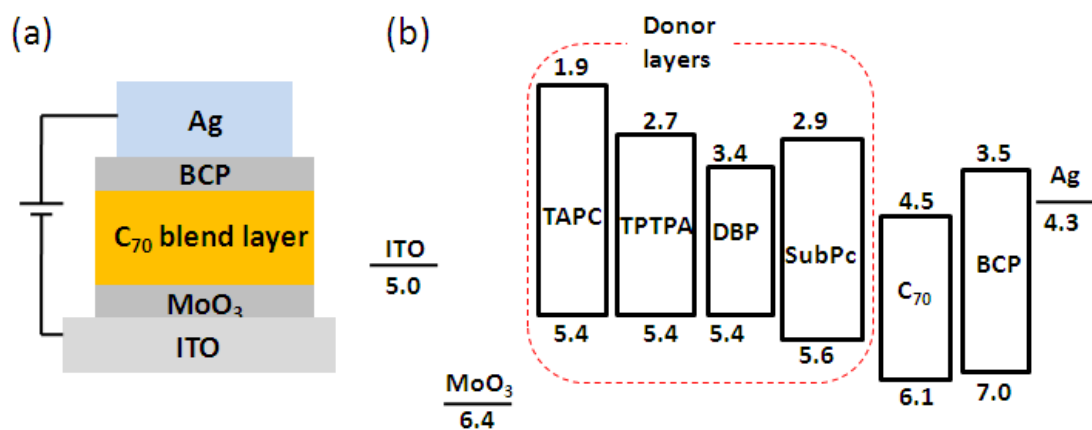 (a)
Ag
BCP
C₇₀ blend layer
MoO₃
ITO
(b)
Donor
layers
ITO
5.0
MoO₃
6.4
1.9
TAPC
5.4
2.7
TPTPA
5.4
3.4
DBP
5.4
2.9
SubPc
5.6
4.5
C₇₀
6.1
3.5
BCP
7.0
Ag
4.3